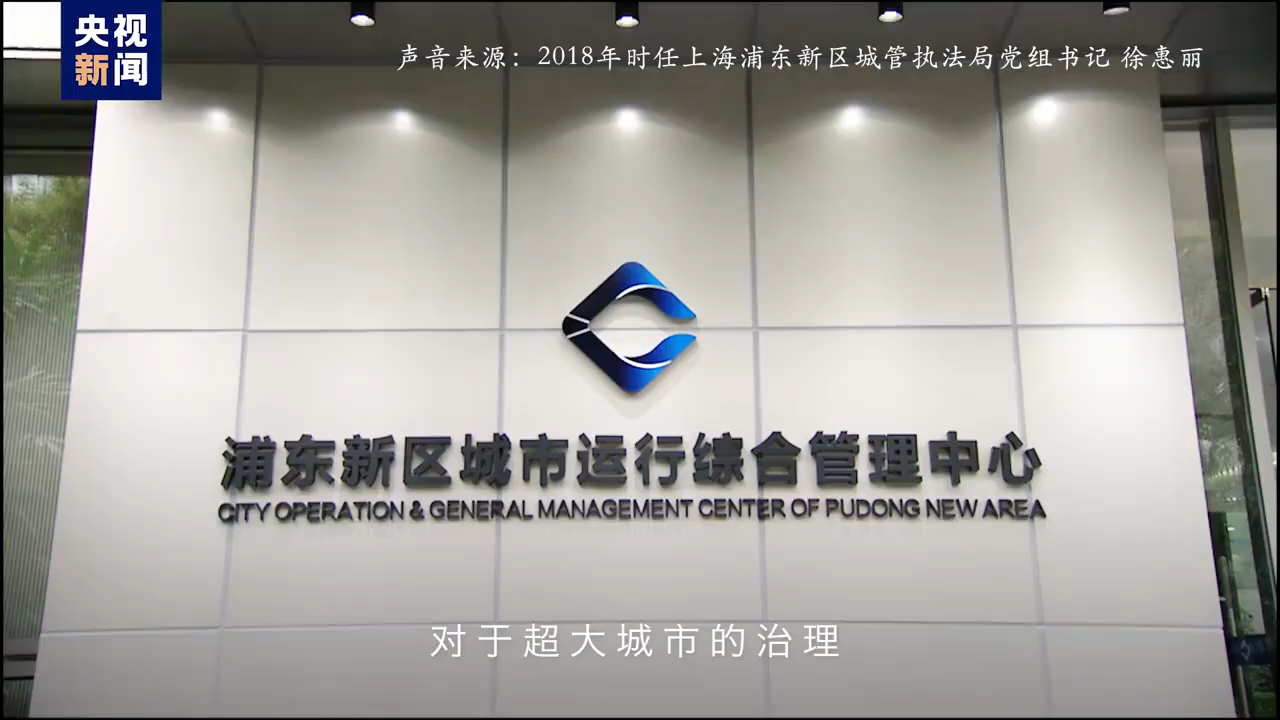 央视
新闻
声音来源：2018年时任上海浦东新区城管执法局党组书记 徐惠丽
浦东新区城市运行综合管理中心
CITY OPERATION & GENERAL MANAGEMENT CENTER OF PUDONG NEW AREA
对于超大城市的治理